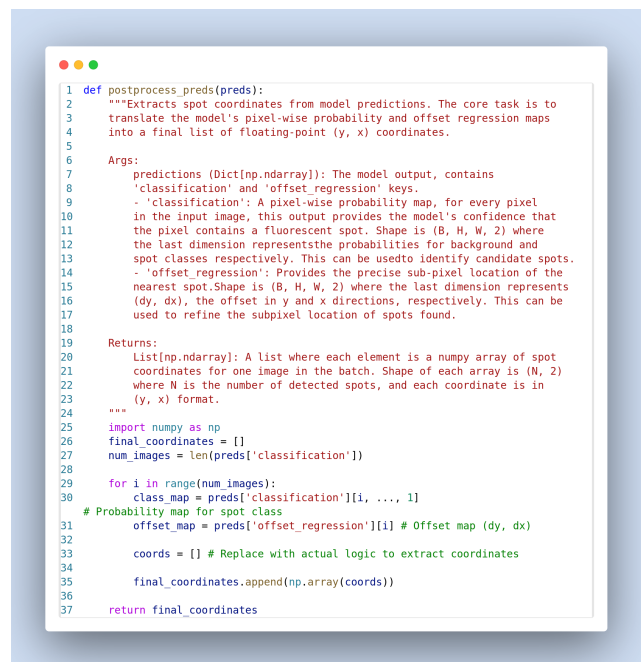 1 def postprocess_preds(preds):
2     """Extracts spot coordinates from model predictions. The core task is to
3     translate the model's pixel-wise probability and offset regression maps
4     into a final list of floating-point (y, x) coordinates.
5
6     Args:
7         predictions (Dict[np.ndarray]): The model output, contains
8         'classification' and 'offset_regression' keys.
9         - 'classification': A pixel-wise probability map, for every pixel
10         in the input image, this output provides the model's confidence that
11         the pixel contains a fluorescent spot. Shape is (B, H, W, 2) where
12         the last dimension representsthe probabilities for background and
13         spot classes respectively. This can be usedto identify candidate spots.
14         - 'offset_regression': Provides the precise sub-pixel location of the
15         nearest spot.Shape is (B, H, W, 2) where the last dimension represents
16         (dy, dx), the offset in y and x directions, respectively. This can be
17         used to refine the subpixel location of spots found.
18
19     Returns:
20         List[np.ndarray]: A list where each element is a numpy array of spot
21         coordinates for one image in the batch. Shape of each array is (N, 2)
22         where N is the number of detected spots, and each coordinate is in
23         (y, x) format.
24     """
25     import numpy as np
26     final_coordinates = []
27     num_images = len(preds['classification'])
28
29     for i in range(num_images):
30         class_map = preds['classification'][i, ..., 1]
# Probability map for spot class
31         offset_map = preds['offset_regression'][i] # Offset map (dy, dx)
32
33         coords = [] # Replace with actual logic to extract coordinates
34
35         final_coordinates.append(np.array(coords))
36
37     return final_coordinates